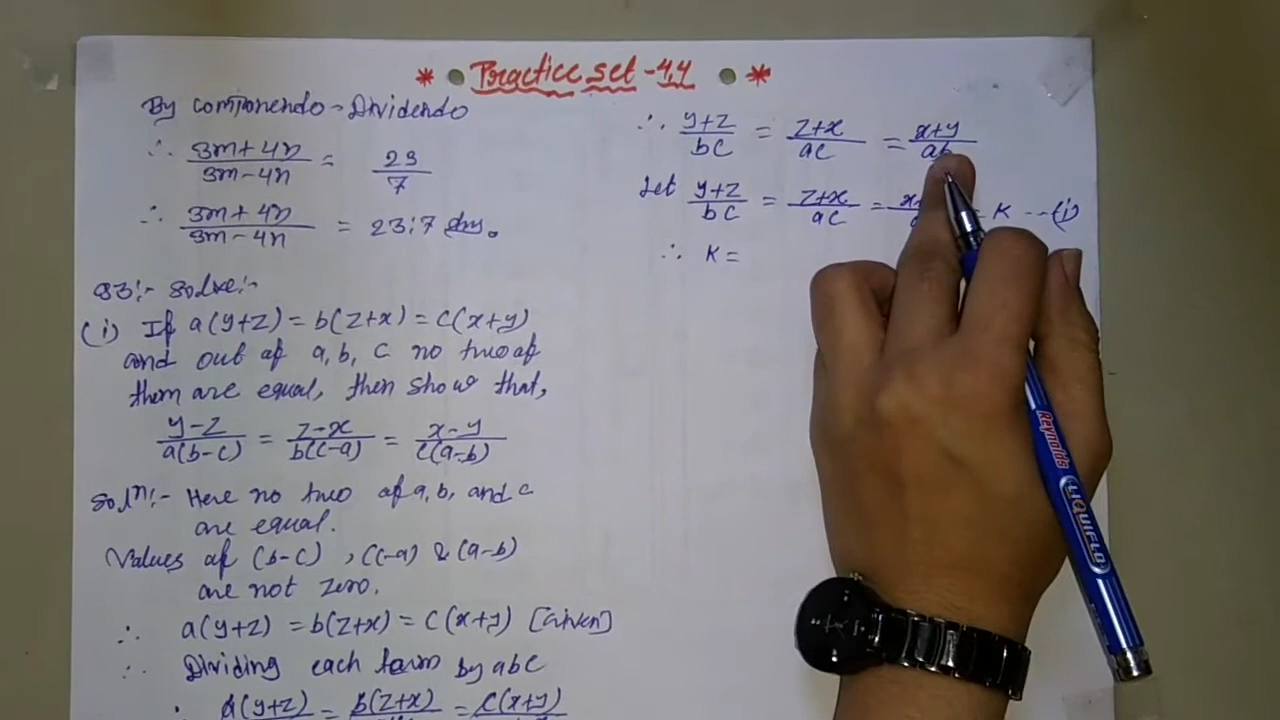 * Practice set - 4.4 *
By Componendo - Dividendo
∴ 3m+4n / 3m-4n = 23 / 7
∴ 3m+4n / 3m-4n = 23:7 Ans.
Q3:- Solve:-
(i) If a(y+z) = b(z+x) = c(x+y)
and out of a, b, c no two of
them are equal, then show that,
y-z / a(b-c) = z-x / b(c-a) = x-y / c(a-b)
Solⁿ:- Here no two of a, b, and c
are equal.
Values of (b-c), (c-a) & (a-b)
are not zero.
∴ a(y+z) = b(z+x) = c(x+y) [Given]
∴ Dividing each term by abc
∴ a(y+z) = b(z+x) = c(x+y)
∴ y+z / bc = z+x / ac = x+y / ab
Let y+z / bc = z+x / ac = = K --(i)
∴ K =
Reynolds
LIQUIFLO